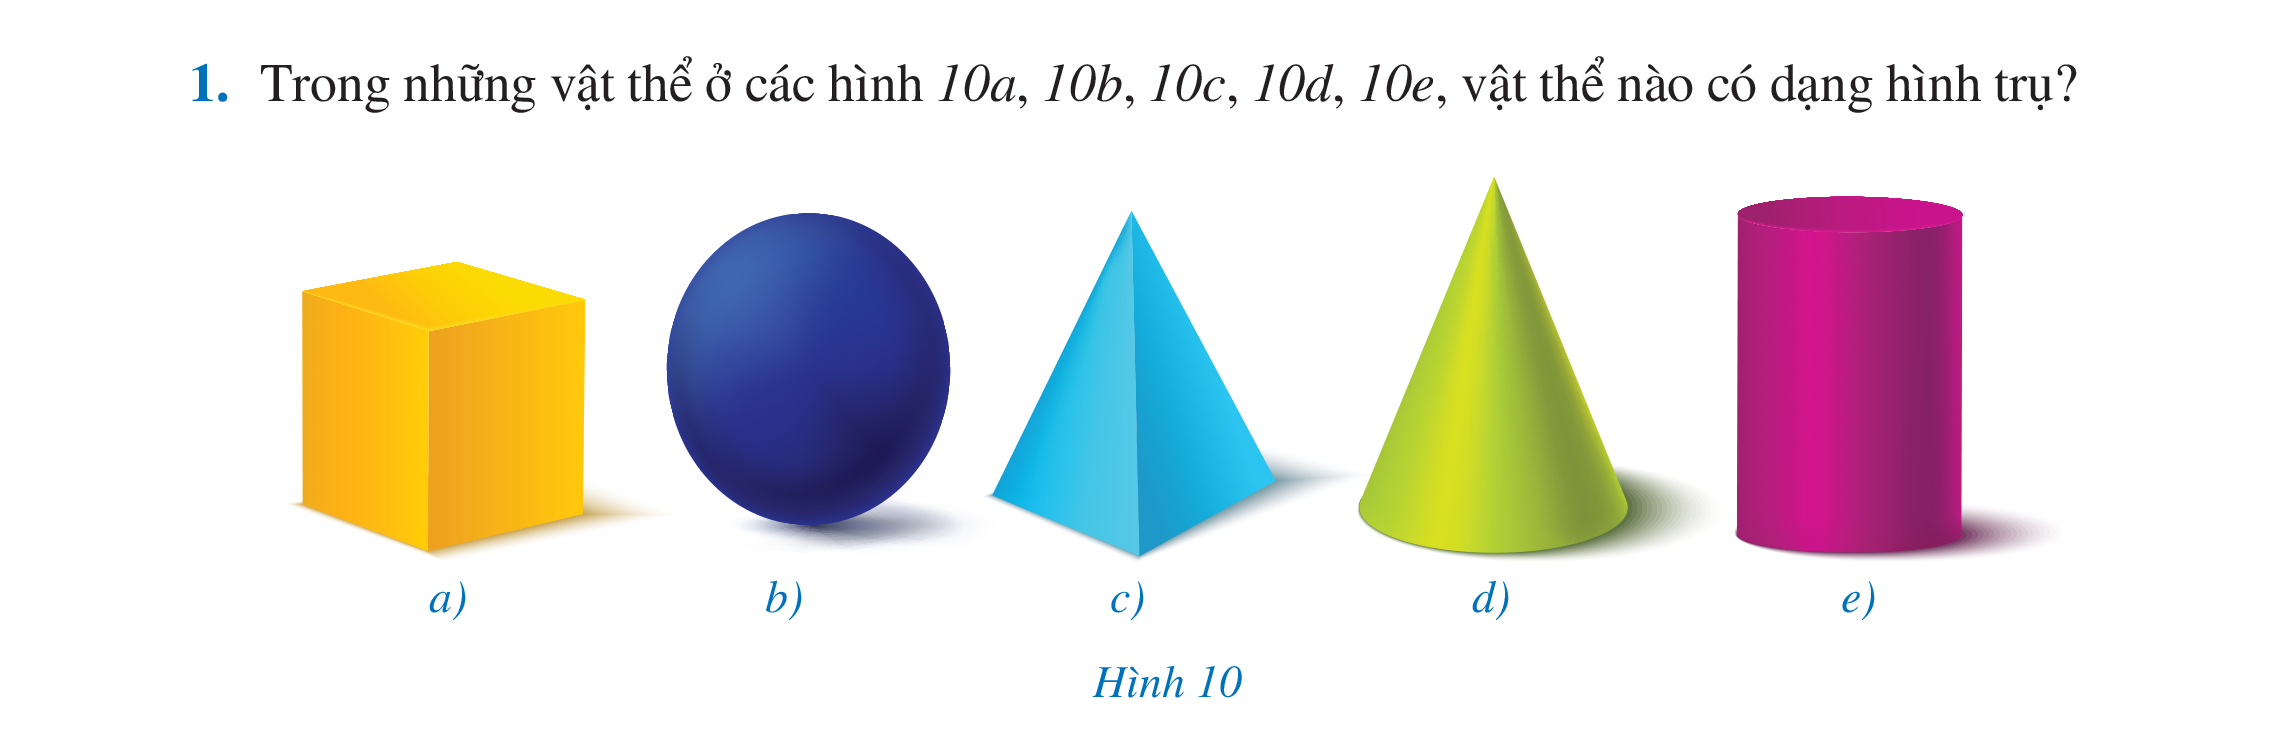 1. Trong những vật thể ở các hình 10a, 10b, 10c, 10d, 10e, vật thể nào có dạng hình trụ?
a) b) c) d) e)
Hình 10